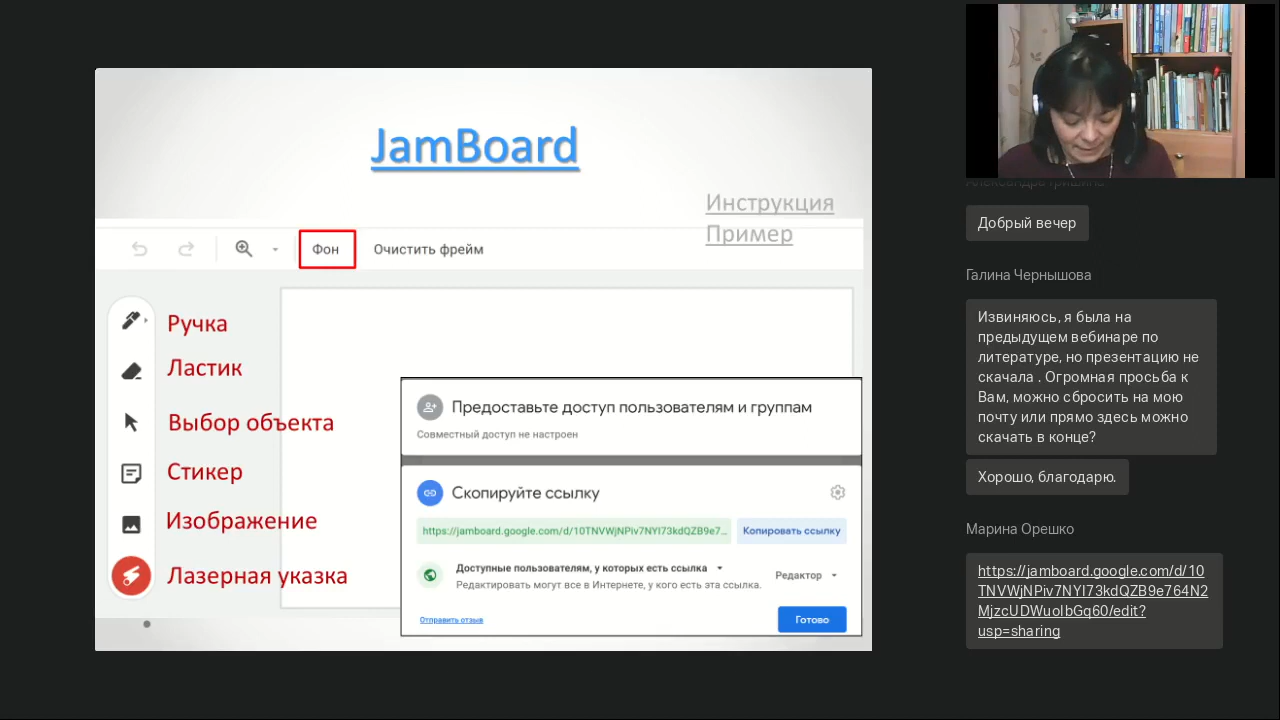 JamBoard
Инструкция
Пример
Фон
Очистить фрейм
Ручка
Ластик
Выбор объекта
Стикер
Изображение
Лазерная указка
Предоставьте доступ пользователям и группам
Совместный доступ не настроен
Скопируйте ссылку
https://jamboard.google.com/d/10TNVWjNPiv7NYI73kdQZB9e7...
Копировать ссылку
Доступные пользователям, у которых есть ссылка
Редактировать могут все в Интернете, у кого есть эта ссылка.
Редактор
Отправить отзыв
Готово
Добрый вечер
Галина Чернышова
Извиняюсь, я была на
предыдущем вебинаре по
литературе, но презентацию не
скачала . Огромная просьба к
Вам, можно сбросить на мою
почту или прямо здесь можно
скачать в конце?
Хорошо, благодарю.
Марина Орешко
https://jamboard.google.com/d/10
TNVWjNPiv7NYI73kdQZB9e764N2
MjzcUDWuoIbGq60/edit?
usp=sharing